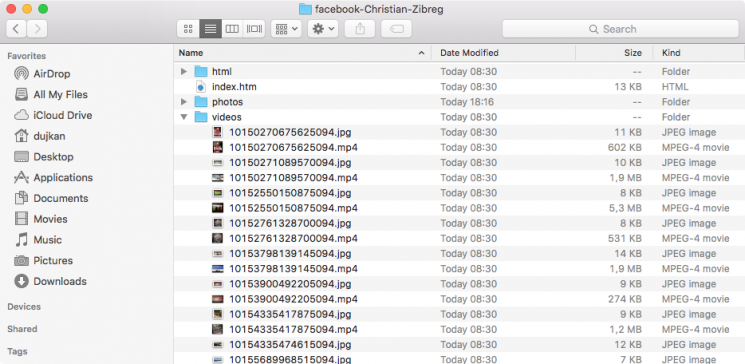 facebook-Christian-Zibreg
Search
Favorites
AirDrop
All My Files
iCloud Drive
dujkan
Desktop
Applications
Documents
Movies
Music
Pictures
Downloads
Devices
Shared
Tags
Name Date Modified Size Kind
html Today 08:30 -- Folder
index.htm Today 08:30 13 KB HTML
photos Today 18:16 -- Folder
videos Today 08:30 -- Folder
10150270675625094.jpg Today 08:30 11 KB JPEG image
10150270675625094.mp4 Today 08:30 602 KB MPEG-4 movie
10150271089570094.jpg Today 08:30 10 KB JPEG image
10150271089570094.mp4 Today 08:30 1,9 MB MPEG-4 movie
10152550150875094.jpg Today 08:30 8 KB JPEG image
10152550150875094.mp4 Today 08:30 5,3 MB MPEG-4 movie
10152761328700094.jpg Today 08:30 8 KB JPEG image
10152761328700094.mp4 Today 08:30 531 KB MPEG-4 movie
10153798139145094.jpg Today 08:30 14 KB JPEG image
10153798139145094.mp4 Today 08:30 1,9 MB MPEG-4 movie
10153900492205094.jpg Today 08:30 9 KB JPEG image
10153900492205094.mp4 Today 08:30 274 KB MPEG-4 movie
10154335417875094.jpg Today 08:30 9 KB JPEG image
10154335417875094.mp4 Today 08:30 1,2 MB MPEG-4 movie
10154335474615094.jpg Today 08:30 12 KB JPEG image
10155689968515094.jpg Today 08:30 7 KB JPEG image